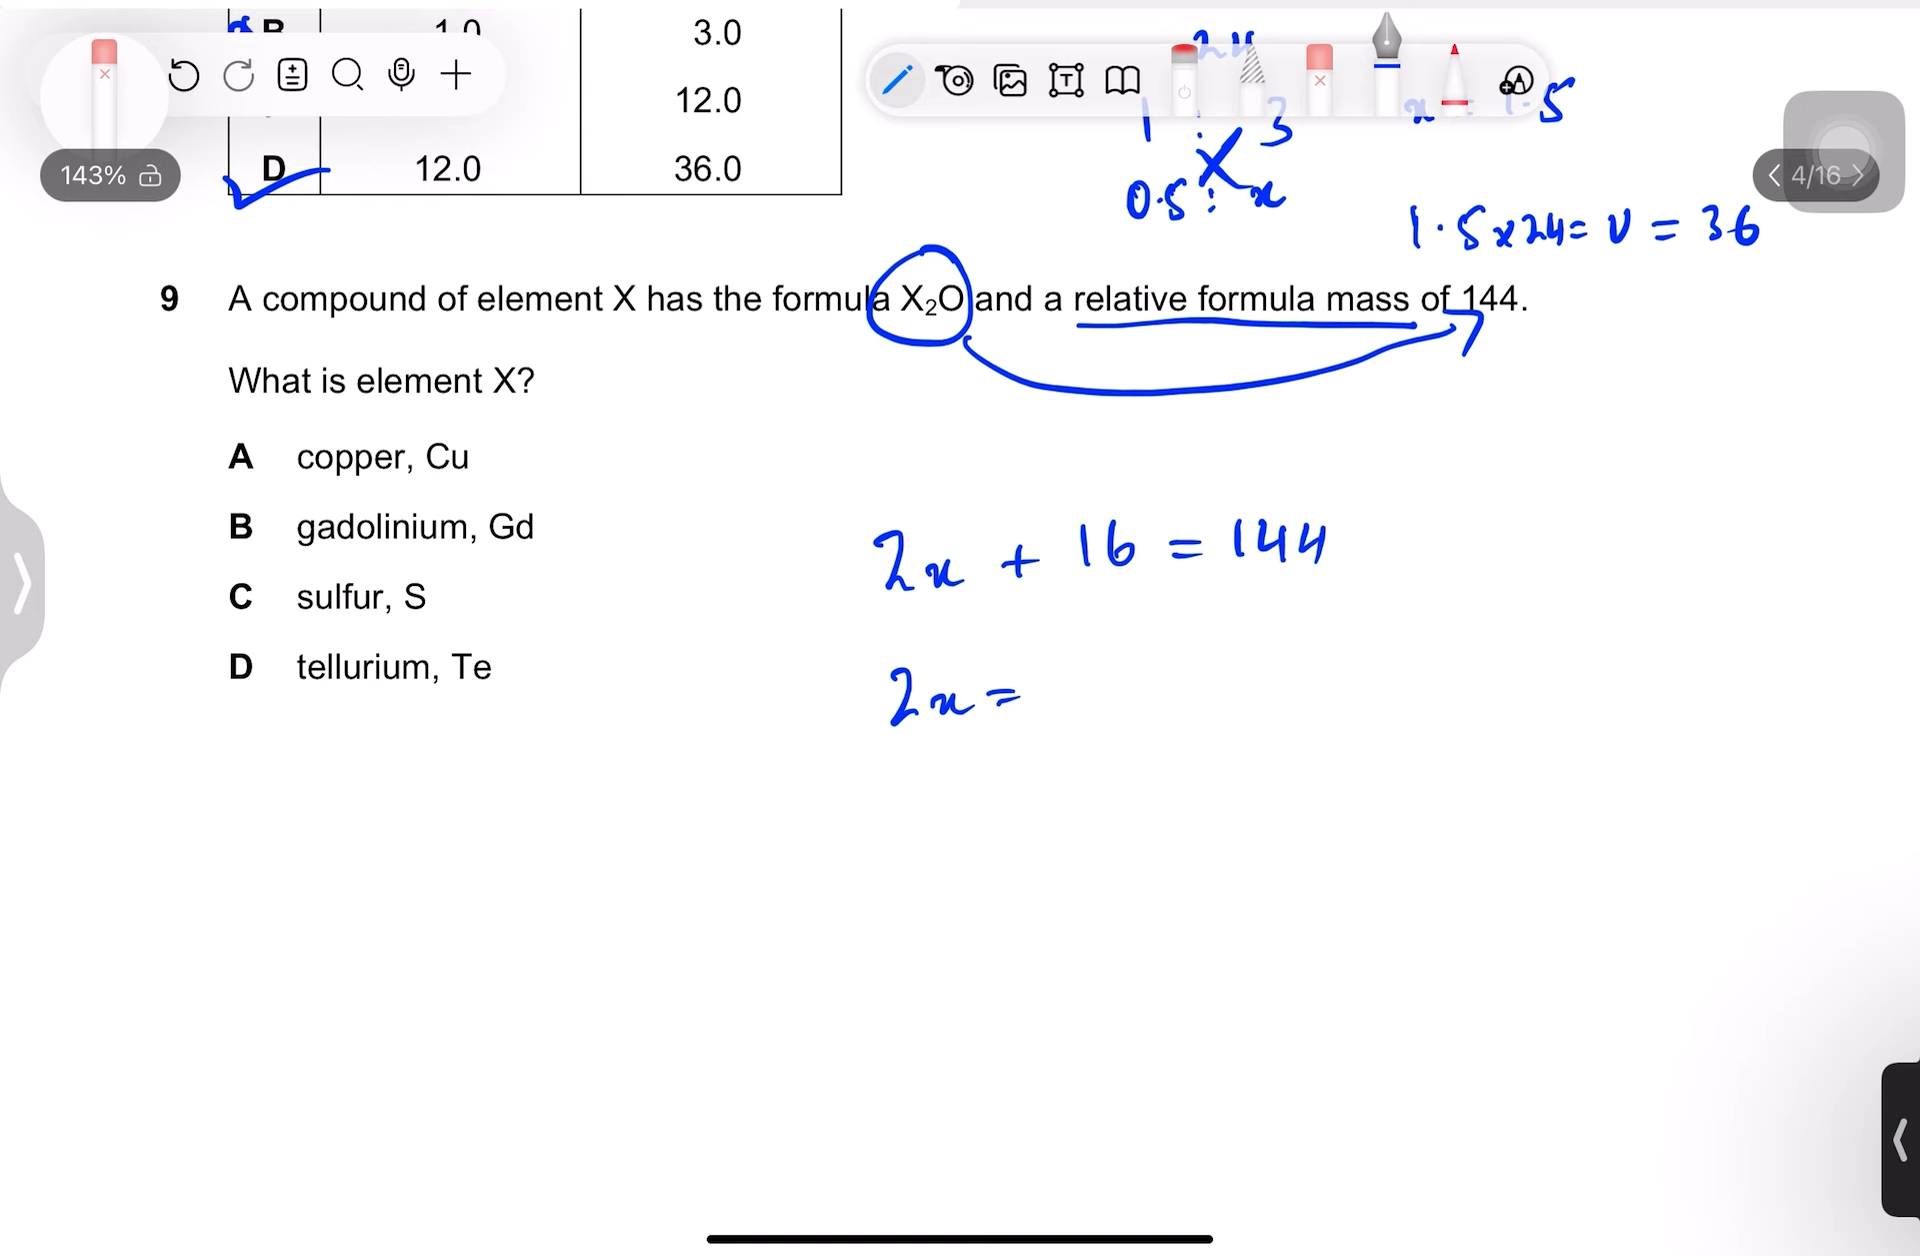 3.0
12.0
D 12.0 36.0
143%
4/16
1 : 3
0.5 : x
1.5 x 24 = V = 36
9 A compound of element X has the formula X₂O and a relative formula mass of 144.
What is element X?
A copper, Cu
B gadolinium, Gd
C sulfur, S
D tellurium, Te
2x + 16 = 144
2x =